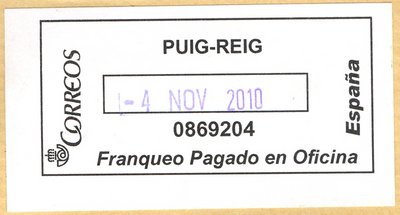 PUIG-REIG
CORREOS
- 4 NOV 2010
España
0869204
Franqueo Pagado en Oficina